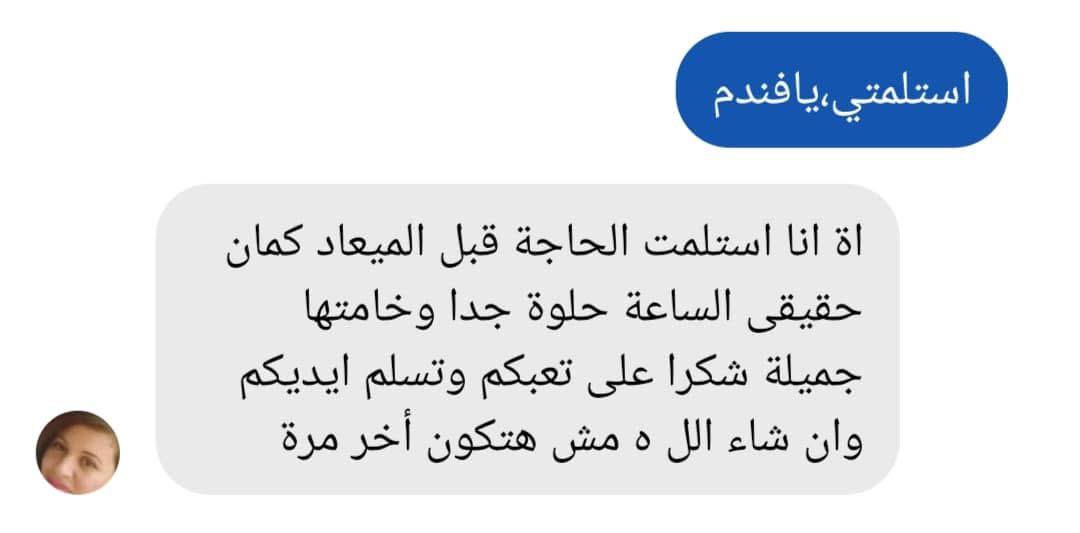 استلمتي،يافندم
اة انا استلمت الحاجة قبل الميعاد كمان
حقيقى الساعة حلوة جدا وخامتها
جميلة شكرا على تعبكم وتسلم ايديكم
وان شاء الل ه مش هتكون أخر مرة